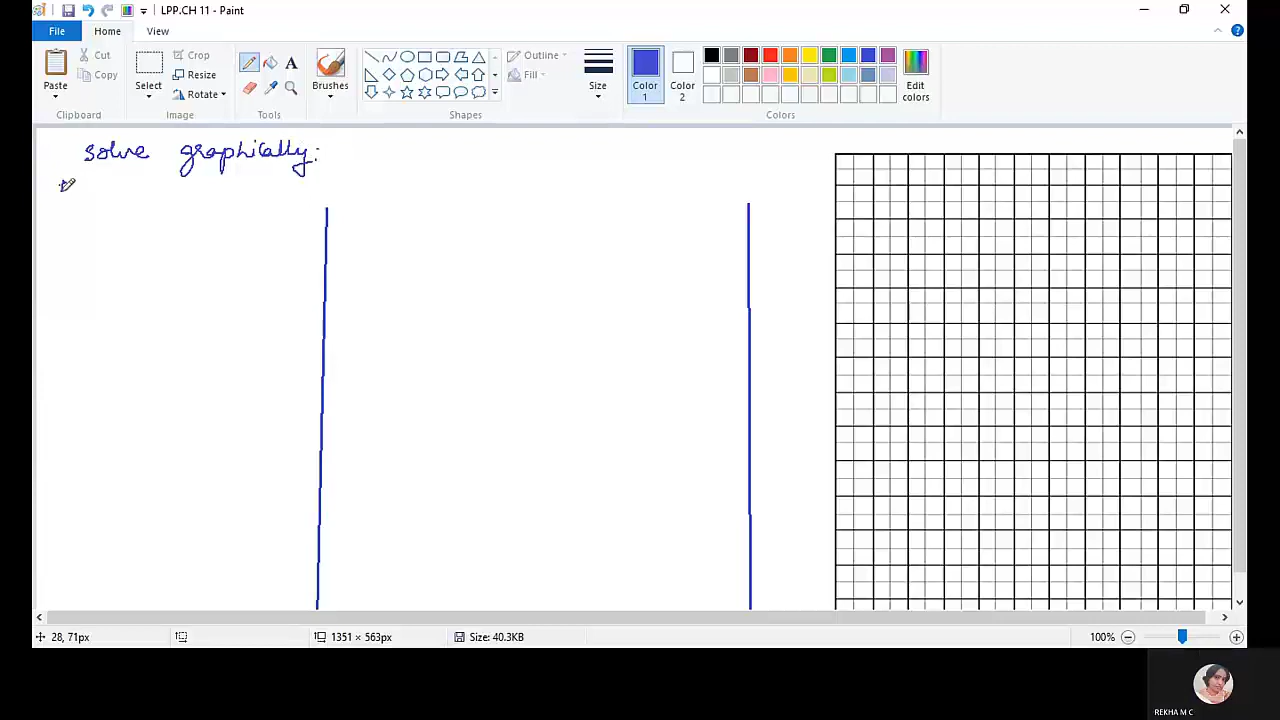 LPP.CH 11 - Paint
File Home View
Paste Cut Copy Clipboard
Select Crop Resize Rotate Image
Tools
Brushes
Outline Fill Shapes
Size
Color 1 Color 2
Edit colors
Colors
solve graphically:
28, 71px 1351 × 563px Size: 40.3KB 100%
REKHA M C